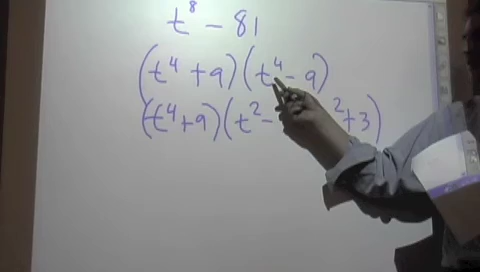 t⁸ - 81
(t⁴ + 9) (t⁴ - 9)
(t⁴ + 9) (t² - ² + 3)